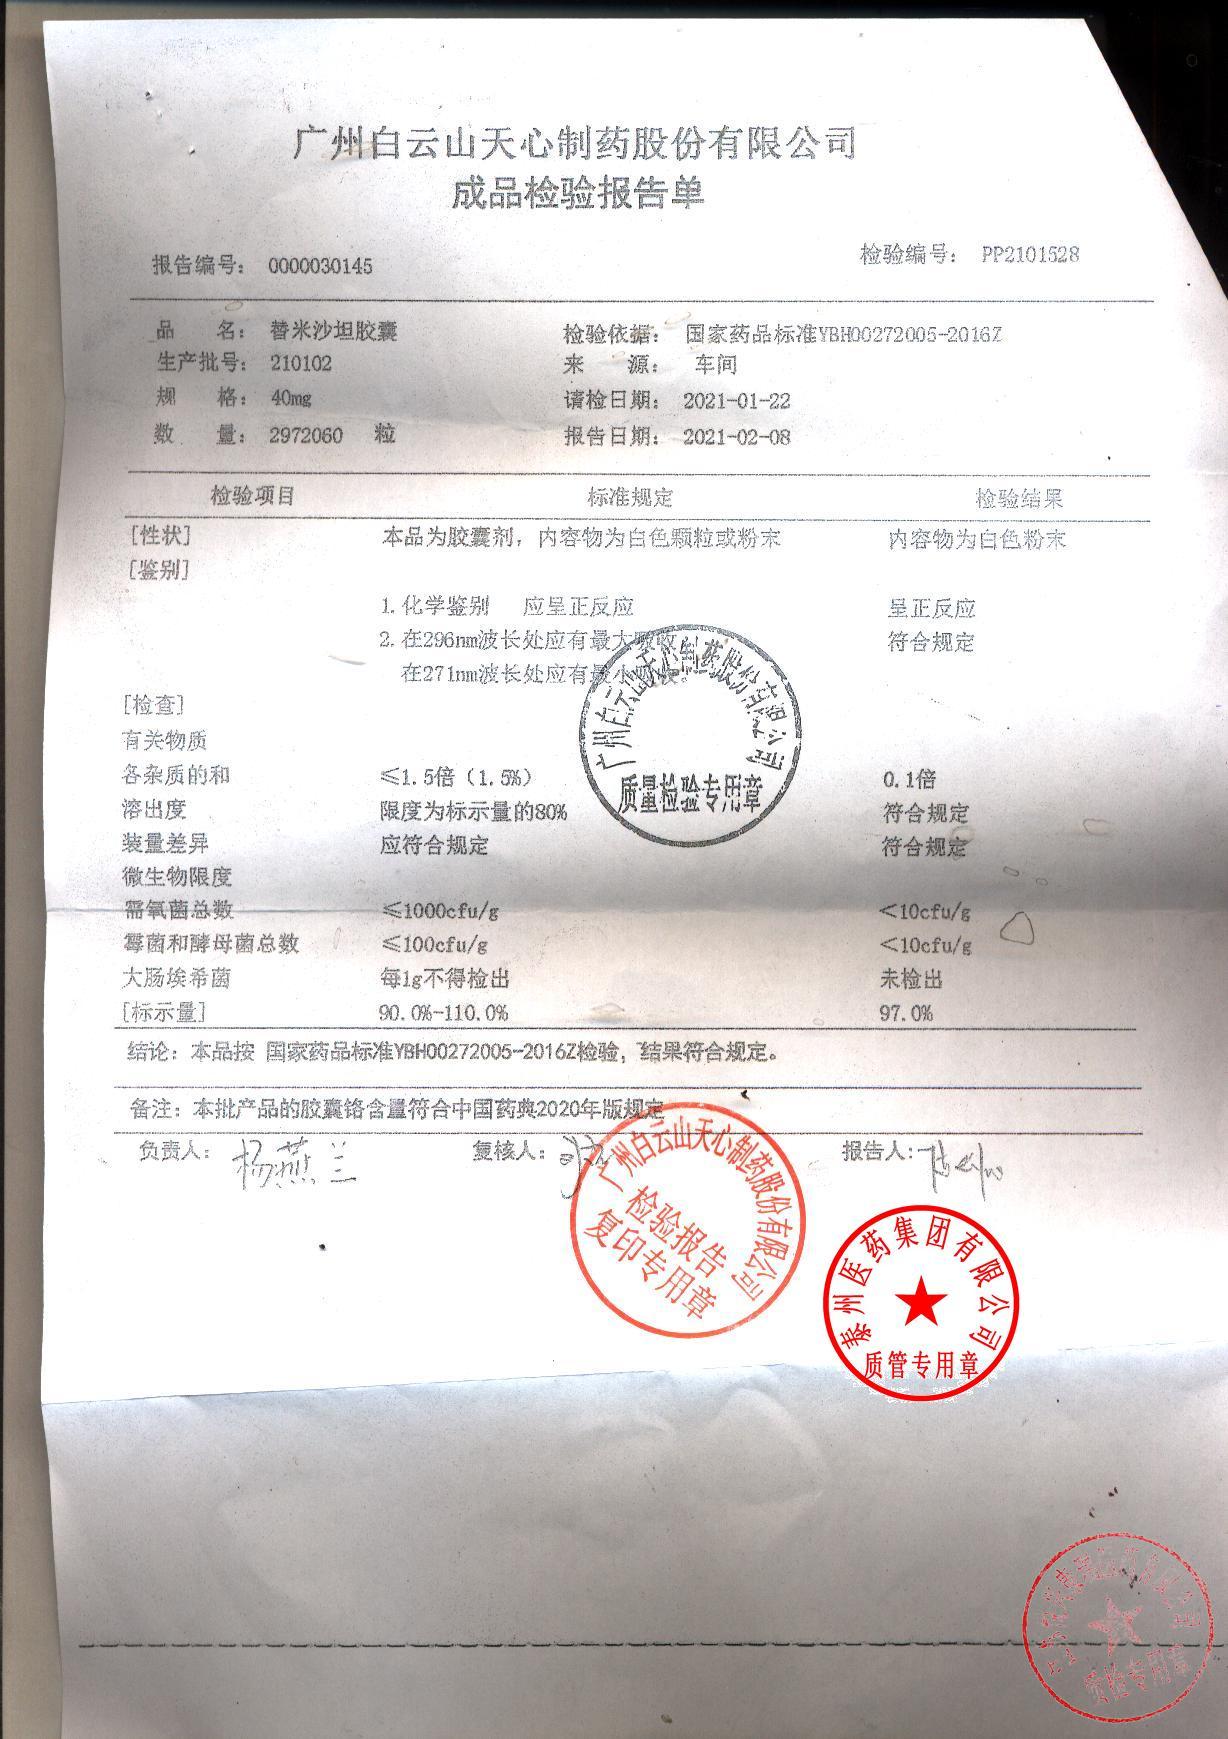 广州白云山天心制药股份有限公司
成品检验报告单
报告编号: 0000030145 检验编号: PP2101528
品 名: 替米沙坦胶囊 检验依据: 国家药品标准YBH00272005-2016Z
生产批号: 210102 来 源: 车间
规 格: 40mg 请检日期: 2021-01-22
数 量: 2972060 粒 报告日期: 2021-02-08
检验项目 标准规定 检验结果
[性状] 本品为胶囊剂，内容物为白色颗粒或粉末 内容物为白色粉末
[鉴别]
1. 化学鉴别 应呈正反应 呈正反应
2. 在296nm波长处应有最大吸收， 符合规定
在271nm波长处应有最小吸收。
[检查]
有关物质
各杂质的和 ≤1.5倍（1.5%） 0.1倍
溶出度 限度为标示量的80% 符合规定
装量差异 应符合规定 符合规定
微生物限度
需氧菌总数 ≤1000cfu/g <10cfu/g
霉菌和酵母菌总数 ≤100cfu/g <10cfu/g
大肠埃希菌 每1g不得检出 未检出
[标示量] 90.0%-110.0% 97.0%
结论: 本品按 国家药品标准YBH00272005-2016Z检验，结果符合规定。
备注: 本批产品的胶囊铬含量符合中国药典2020年版规定
负责人: 杨燕兰 复核人: 报告人:
广州白云山天心制药股份有限公司
质量检验专用章
广州白云山天心制药股份有限公司
检验报告
复印专用章
泰州医药集团有限公司
质管专用章
质检专用章